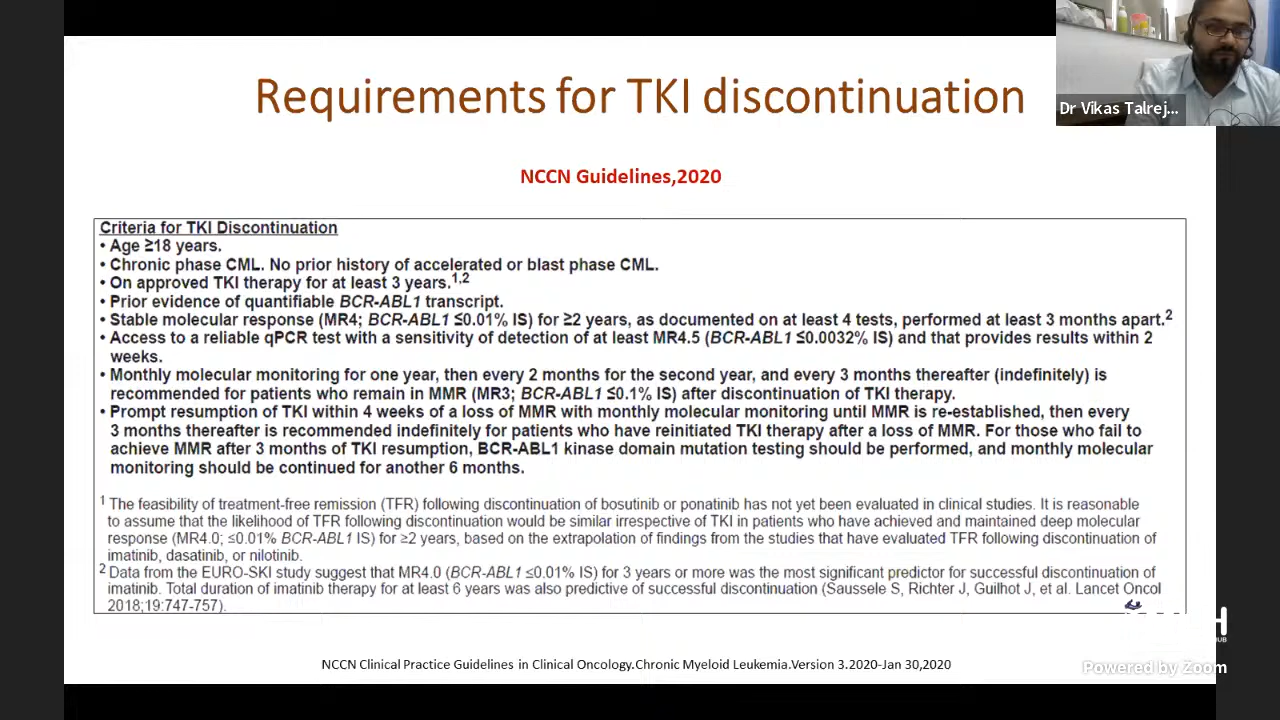 Requirements for TKI discontinuation
Dr Vikas Talrej...
NCCN Guidelines,2020
Criteria for TKI Discontinuation
• Age ≥18 years.
• Chronic phase CML. No prior history of accelerated or blast phase CML.
• On approved TKI therapy for at least 3 years.1,2
• Prior evidence of quantifiable BCR-ABL1 transcript.
• Stable molecular response (MR4; BCR-ABL1 ≤0.01% IS) for ≥2 years, as documented on at least 4 tests, performed at least 3 months apart.2
• Access to a reliable qPCR test with a sensitivity of detection of at least MR4.5 (BCR-ABL1 ≤0.0032% IS) and that provides results within 2
weeks.
• Monthly molecular monitoring for one year, then every 2 months for the second year, and every 3 months thereafter (indefinitely) is
recommended for patients who remain in MMR (MR3; BCR-ABL1 ≤0.1% IS) after discontinuation of TKI therapy.
• Prompt resumption of TKI within 4 weeks of a loss of MMR with monthly molecular monitoring until MMR is re-established, then every
3 months thereafter is recommended indefinitely for patients who have reinitiated TKI therapy after a loss of MMR. For those who fail to
achieve MMR after 3 months of TKI resumption, BCR-ABL1 kinase domain mutation testing should be performed, and monthly molecular
monitoring should be continued for another 6 months.
1 The feasibility of treatment-free remission (TFR) following discontinuation of bosutinib or ponatinib has not yet been evaluated in clinical studies. It is reasonable
to assume that the likelihood of TFR following discontinuation would be similar irrespective of TKI in patients who have achieved and maintained deep molecular
response (MR4.0; ≤0.01% BCR-ABL1 IS) for ≥2 years, based on the extrapolation of findings from the studies that have evaluated TFR following discontinuation of
imatinib, dasatinib, or nilotinib.
2 Data from the EURO-SKI study suggest that MR4.0 (BCR-ABL1 ≤0.01% IS) for 3 years or more was the most significant predictor for successful discontinuation of
imatinib. Total duration of imatinib therapy for at least 6 years was also predictive of successful discontinuation (Saussele S, Richter J, Guilhot J, et al. Lancet Oncol
2018;19:747-757).
NCCN Clinical Practice Guidelines in Clinical Oncology.Chronic Myeloid Leukemia.Version 3.2020-Jan 30,2020
Powered by Zoom